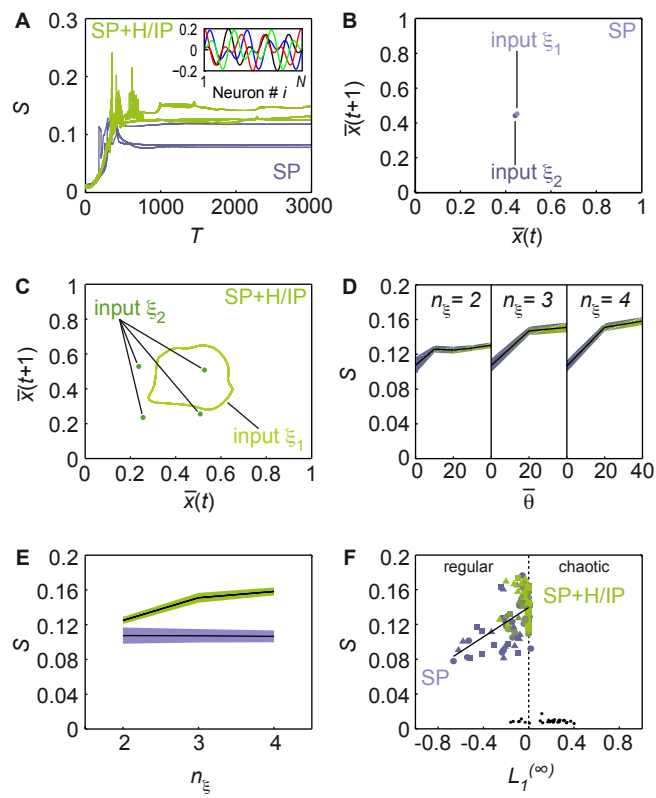 A
SP+H/IP
0.3
0.2
0.1
0
S
0.2
0
−0.2
1
N
Neuron # i
SP
0
1000
2000
3000
T
B
SP
1
0.8
0.6
0.4
0.2
0
x̅(t+1)
input ξ1
input ξ2
0
0.2
0.4
0.6
0.8
1
x̅(t)
C
SP+H/IP
1
0.8
0.6
0.4
0.2
0
x̅(t+1)
input ξ2
input ξ1
0
0.2
0.4
0.6
0.8
1
x̅(t)
D
0.2
0.16
0.12
0.08
0.04
0
S
nξ= 2
nξ= 3
nξ= 4
0
20
0
20
0
20
40
θ̅
E
0.2
0.16
0.12
0.08
0.04
0
S
2
3
4
nξ
F
0.2
0.16
0.12
0.08
0.04
0
S
regular
chaotic
SP+H/IP
SP
-0.8
-0.4
0
0.4
0.8
L1(∞)